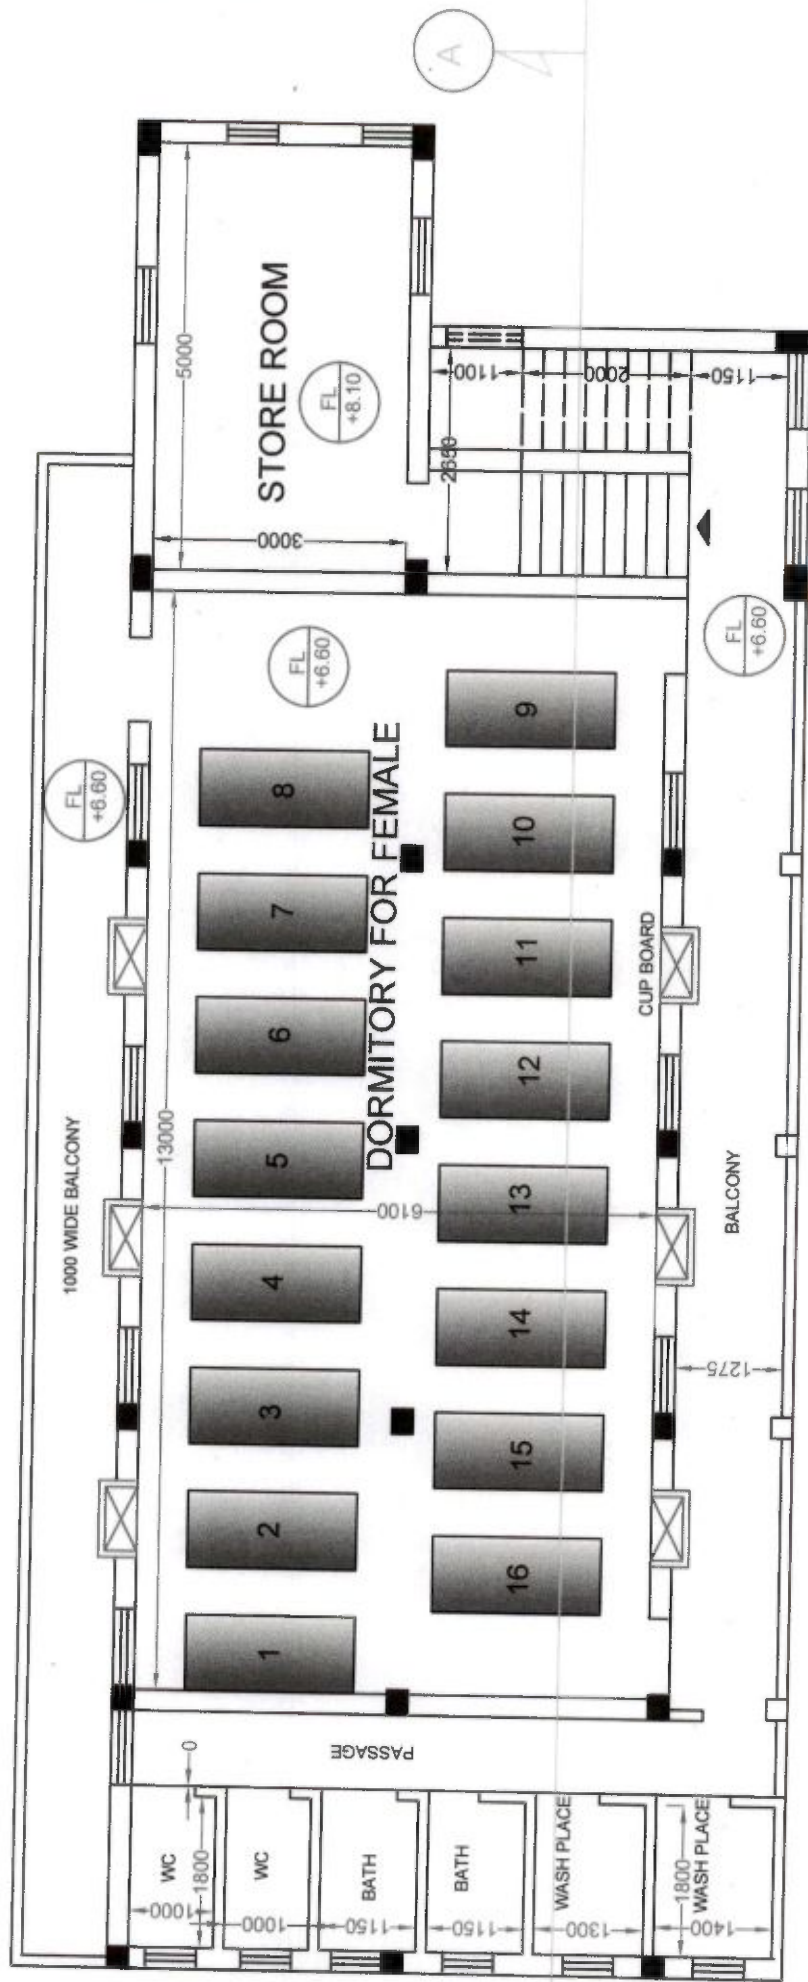 A
5000
STORE ROOM
FL
+8.10
3000
1100
2000
1150
2650
FL
+6.60
FL
+6.60
FL
+6.60
1000 WIDE BALCONY
13000
6100
DORMITORY FOR FEMALE
8
7
6
5
4
3
2
1
9
10
11
12
13
14
15
16
CUP BOARD
BALCONY
1275
PASSAGE
0
WC
1000
1800
WC
1000
BATH
1150
BATH
1150
WASH PLACE
1300
WASH PLACE
1800
1400